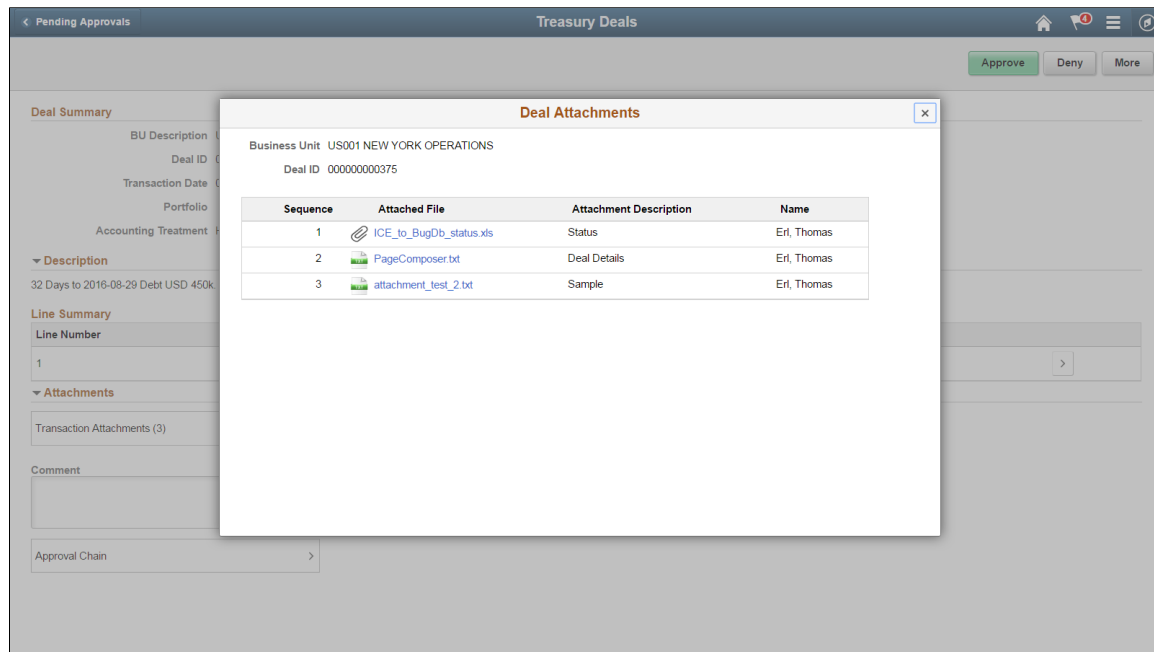 Pending Approvals
Treasury Deals
4
Approve Deny More
Deal Summary
BU Description
Deal ID
Transaction Date
Portfolio
Accounting Treatment
Description
32 Days to 2016-08-29 Debt USD 450k.
Line Summary
Line Number
1
Attachments
Transaction Attachments (3)
Comment
Approval Chain
Deal Attachments
Business Unit US001 NEW YORK OPERATIONS
Deal ID 000000000375
Sequence Attached File Attachment Description Name
1 ICE_to_BugDb_status.xls Status Erl, Thomas
2 PageComposer.txt Deal Details Erl, Thomas
3 attachment_test_2.txt Sample Erl, Thomas